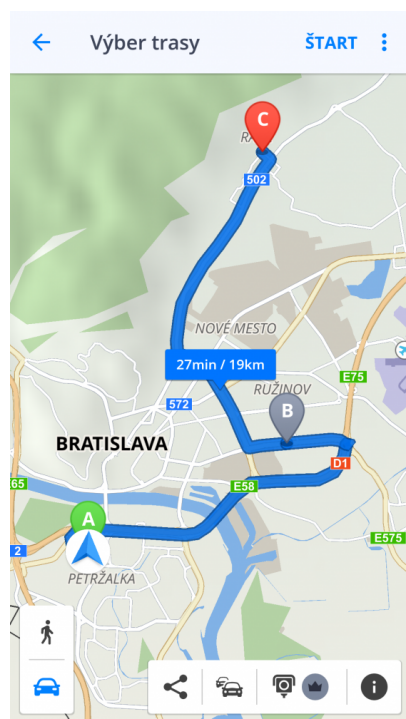 Výber trasy
ŠTART
C
502
NOVÉ MESTO
27min / 19km
E75
RUŽINOV
572
B
BRATISLAVA
D1
65
E58
A
E575
2
PETRŽALKA